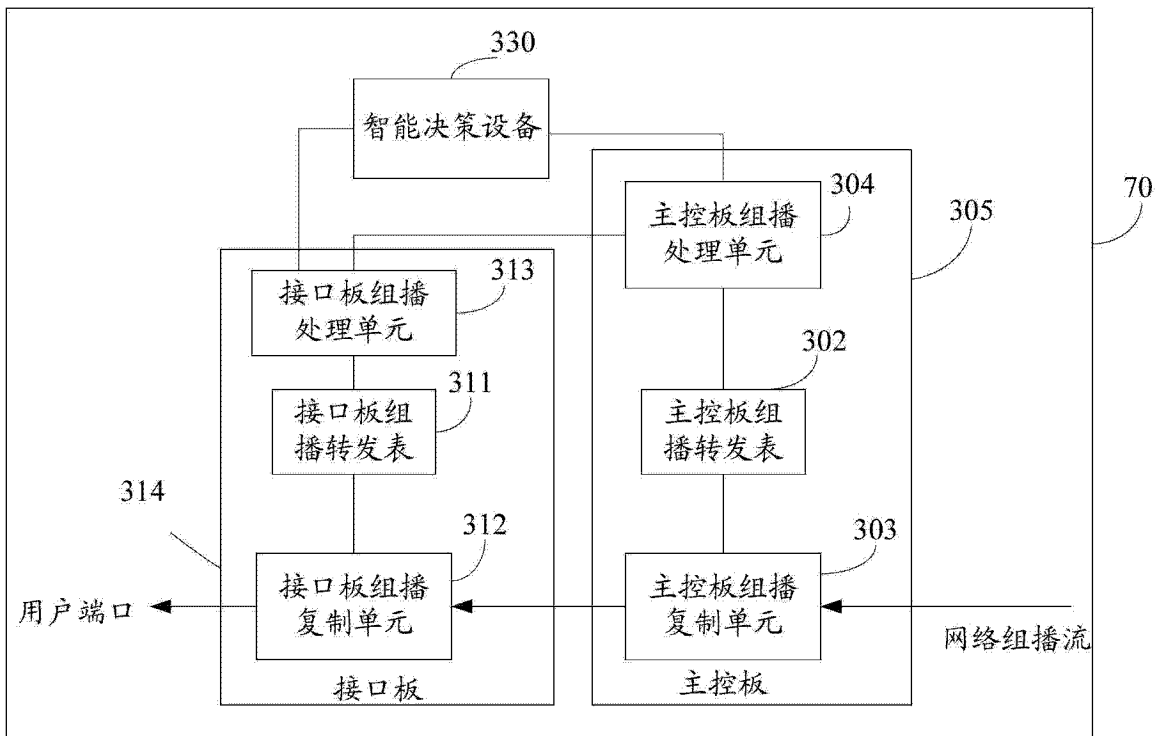 330
智能决策设备
304
主控板组播
处理单元
305
70
313
接口板组播
处理单元
302
主控板组
播转发表
311
接口板组
播转发表
314
312
接口板组播
复制单元
303
主控板组播
复制单元
用户端口
网络组播流
接口板
主控板